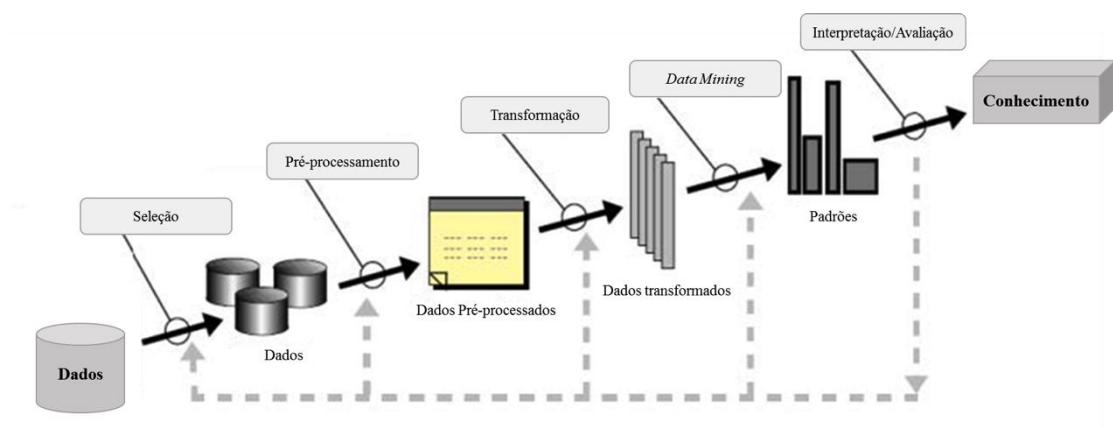 Interpretação/Avaliação
Data Mining
Conhecimento
Transformação
Pré-processamento
Seleção
Padrões
Dados transformados
Dados Pré-processados
Dados
Dados